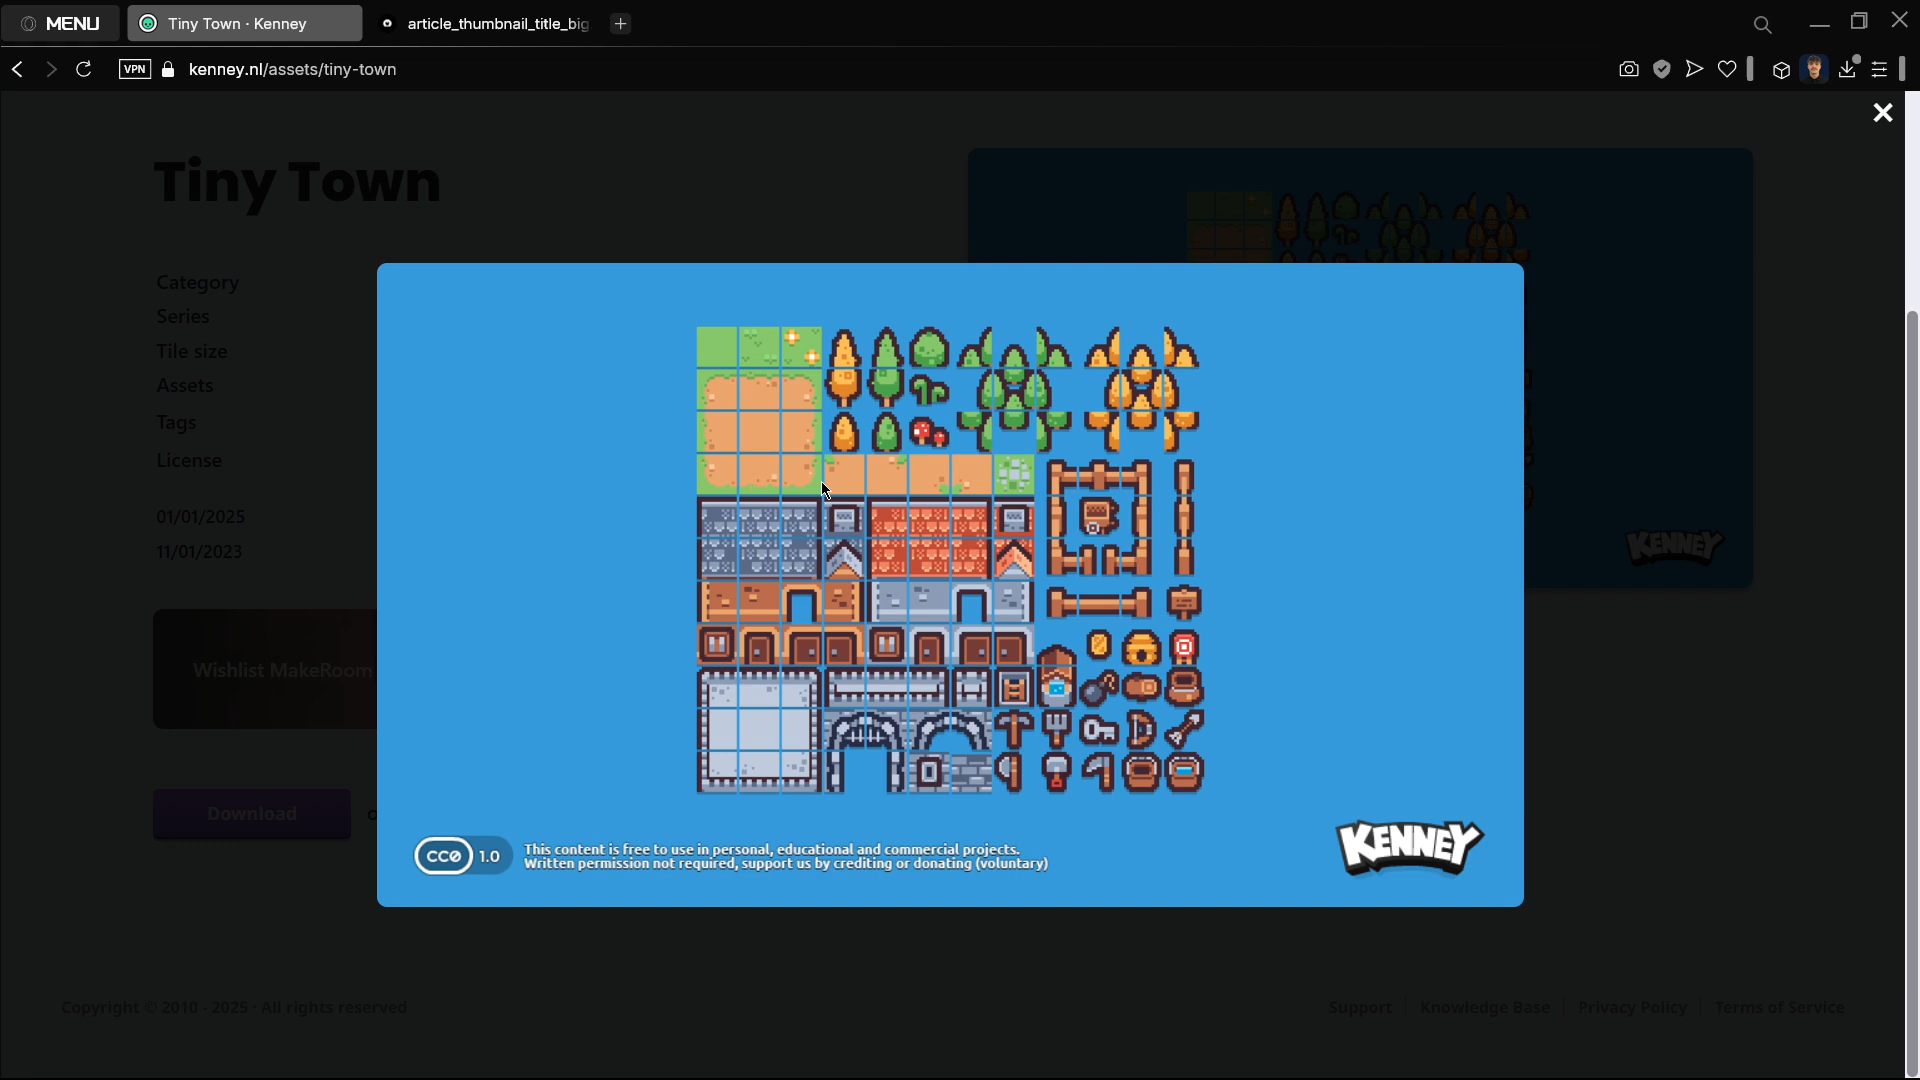 MENU
Tiny Town · Kenney
article_thumbnail_title_big
VPN
kenney.nl/assets/tiny-town
Tiny Town
Category
Series
Tile size
Assets
Tags
License
01/01/2025
11/01/2023
Wishlist MakeRoom
Download
KENNEY
CC0 1.0
This content is free to use in personal, educational and commercial projects.
Written permission not required, support us by crediting or donating (voluntary)
KENNEY
Copyright © 2010 - 2025 · All rights reserved
Support
Knowledge Base
Privacy Policy
Terms of Service